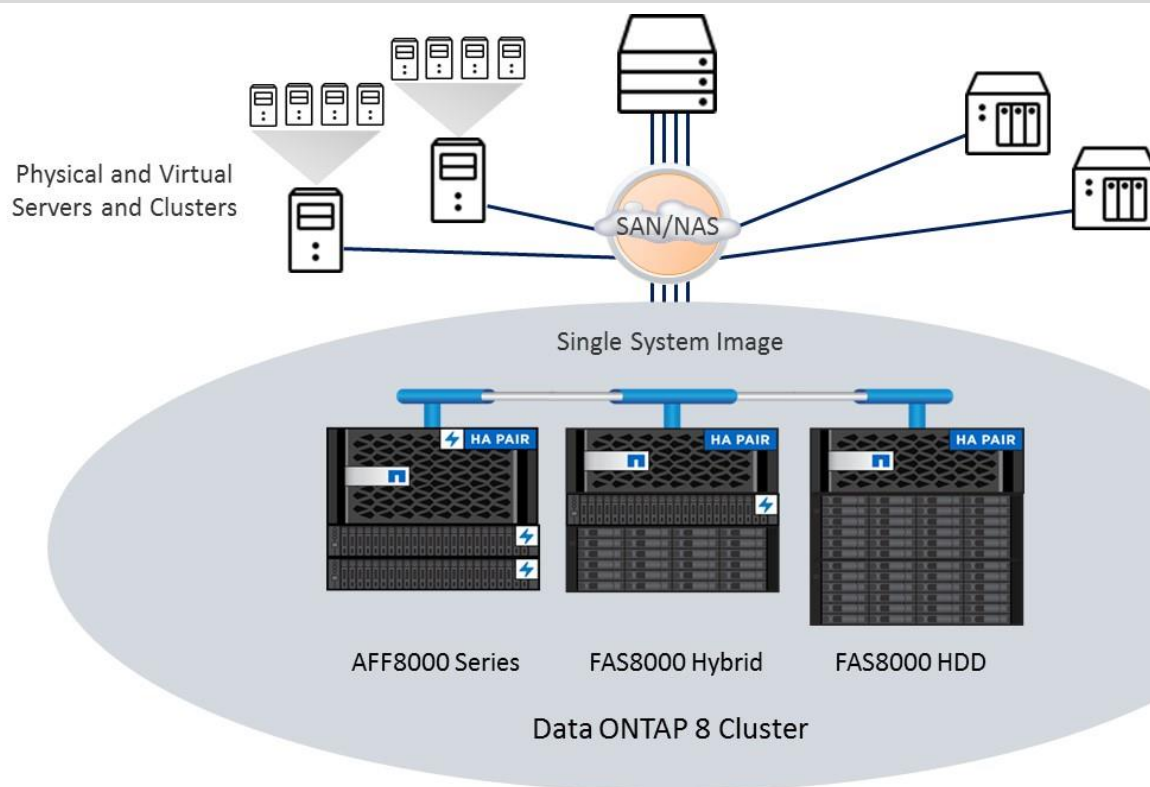 Physical and Virtual
Servers and Clusters
SAN/NAS
Single System Image
HA PAIR
HA PAIR
HA PAIR
AFF8000 Series
FAS8000 Hybrid
FAS8000 HDD
Data ONTAP 8 Cluster